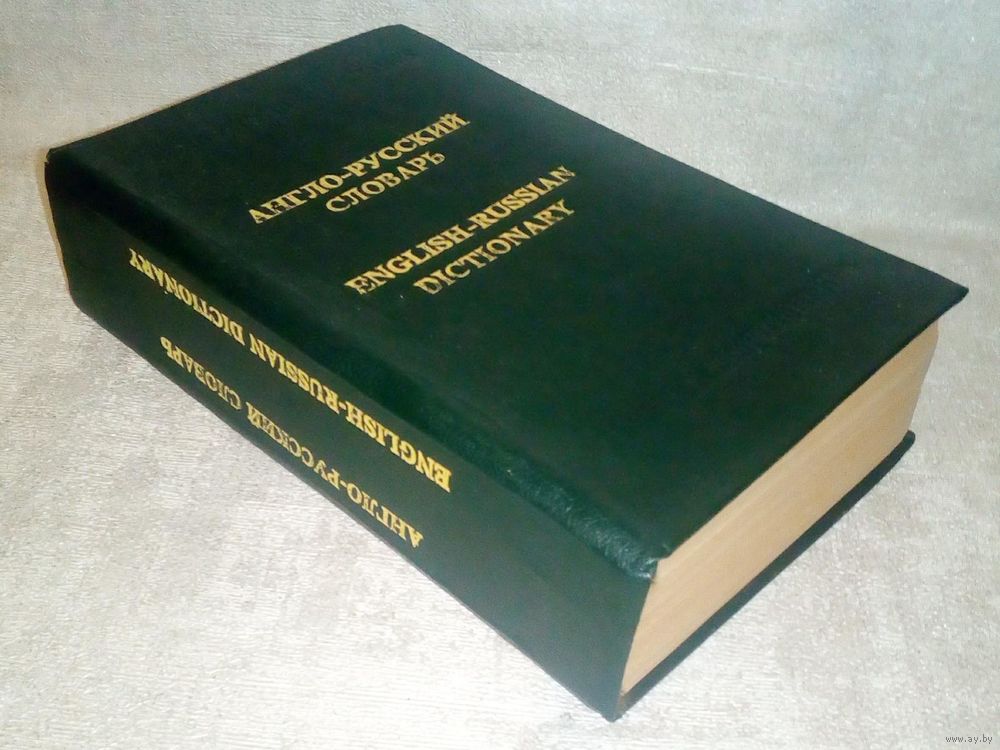 АНГЛО-РУССКИЙ
СЛОВАРЬ
ENGLISH-RUSSIAN
DICTIONARY
ENGLISH-RUSSIAN DICTIONARY
АНГЛО-РУССКИЙ СЛОВАРЬ
www.ay.by